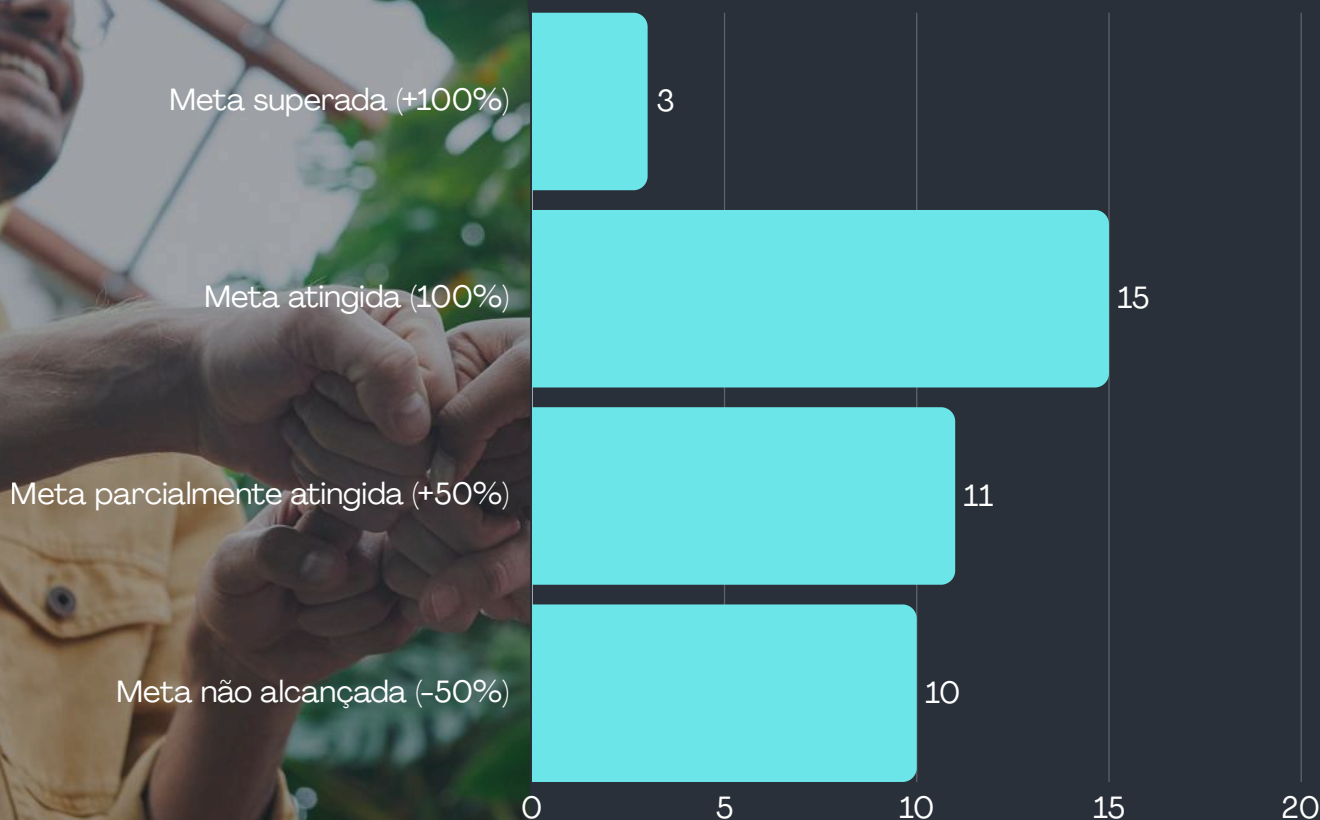 Meta superada (+100%)
3
Meta atingida (100%)
15
Meta parcialmente atingida (+50%)
11
Meta não alcançada (-50%)
10
0 5 10 15 20